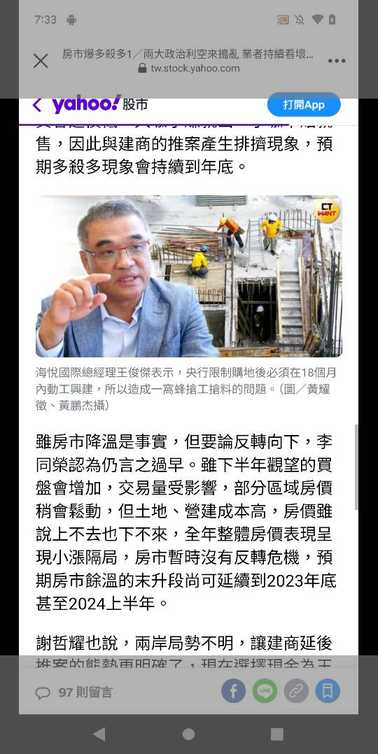 7:33
房市爆多殺多1／兩大政治利空來搗亂 業者持續看壞...
tw.stock.yahoo.com
yahoo!股市
打開App
售，因此與建商的推案產生排擠現象，預
期多殺多現象會持續到年底。
CT WANT
海悅國際總經理王俊傑表示，央行限制購地後必須在18個月
內動工興建，所以造成一窩蜂搶工搶料的問題。（圖／黃耀
徵、黃鵬杰攝）
雖房市降溫是事實，但要論反轉向下，李
同榮認為仍言之過早。雖下半年觀望的買
盤會增加，交易量受影響，部分區域房價
稍會鬆動，但土地、營建成本高，房價雖
說上不去也下不來，全年整體房價表現呈
現小漲隔局，房市暫時沒有反轉危機，預
期房市餘溫的末升段尚可延續到2023年底
甚至2024上半年。
謝哲耀也說，兩岸局勢不明，讓建商延後
推案的態勢更明確了，現在選擇現金為王
97 則留言